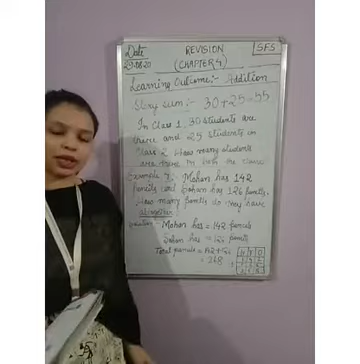 Date
29.08.20
REVISION
(CHAPTER 4)
SFS
Learning Outcome:- Addition
Story sum:- 30+25=55
In Class 1, 30 students are
there and 25 students in
Class 2. How many students
are there in both the
Example 7:- Mohan has 142
pencils and Sohan has 126 pencils.
How many pencils do they have
altogether
Mohan has = 142 pencils
Sohan has = 126 pencils
Total pencils = 142+126
= 268
H T O